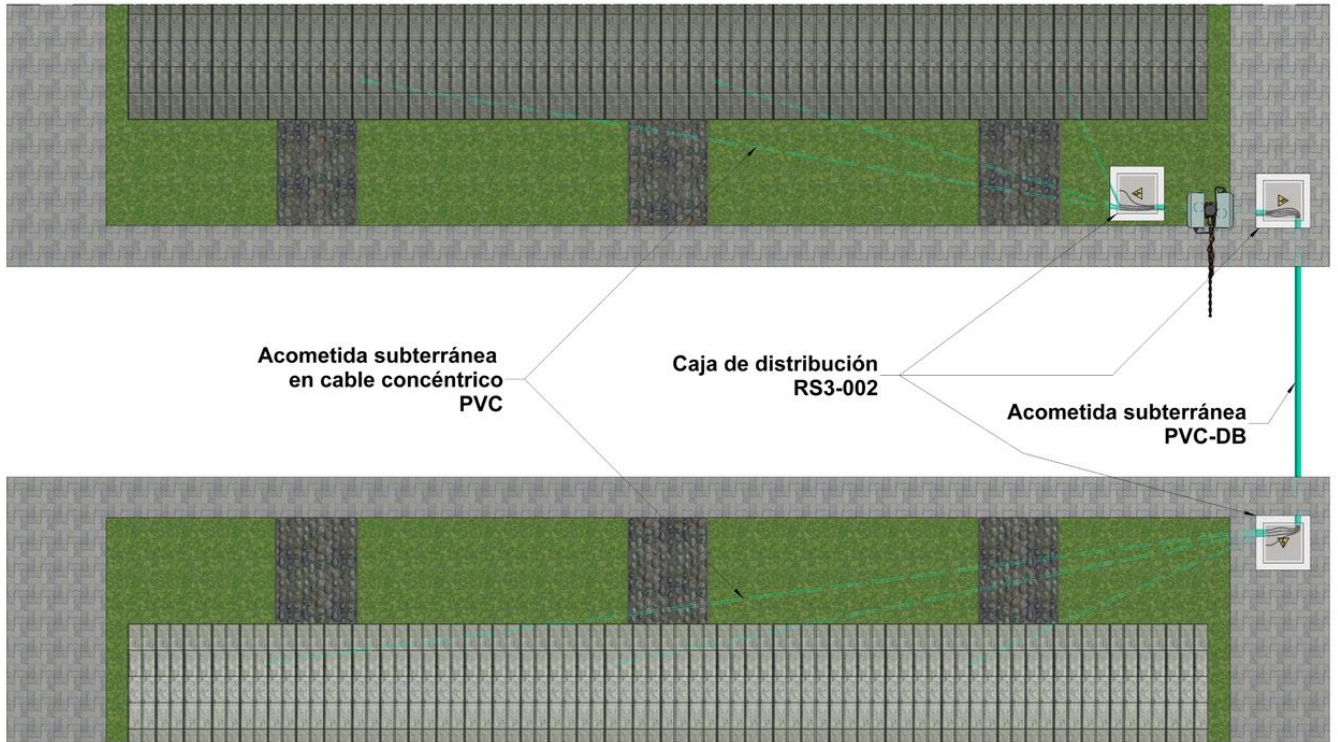 Acometida subterránea
en cable concéntrico
PVC
Caja de distribución
RS3-002
Acometida subterránea
PVC-DB